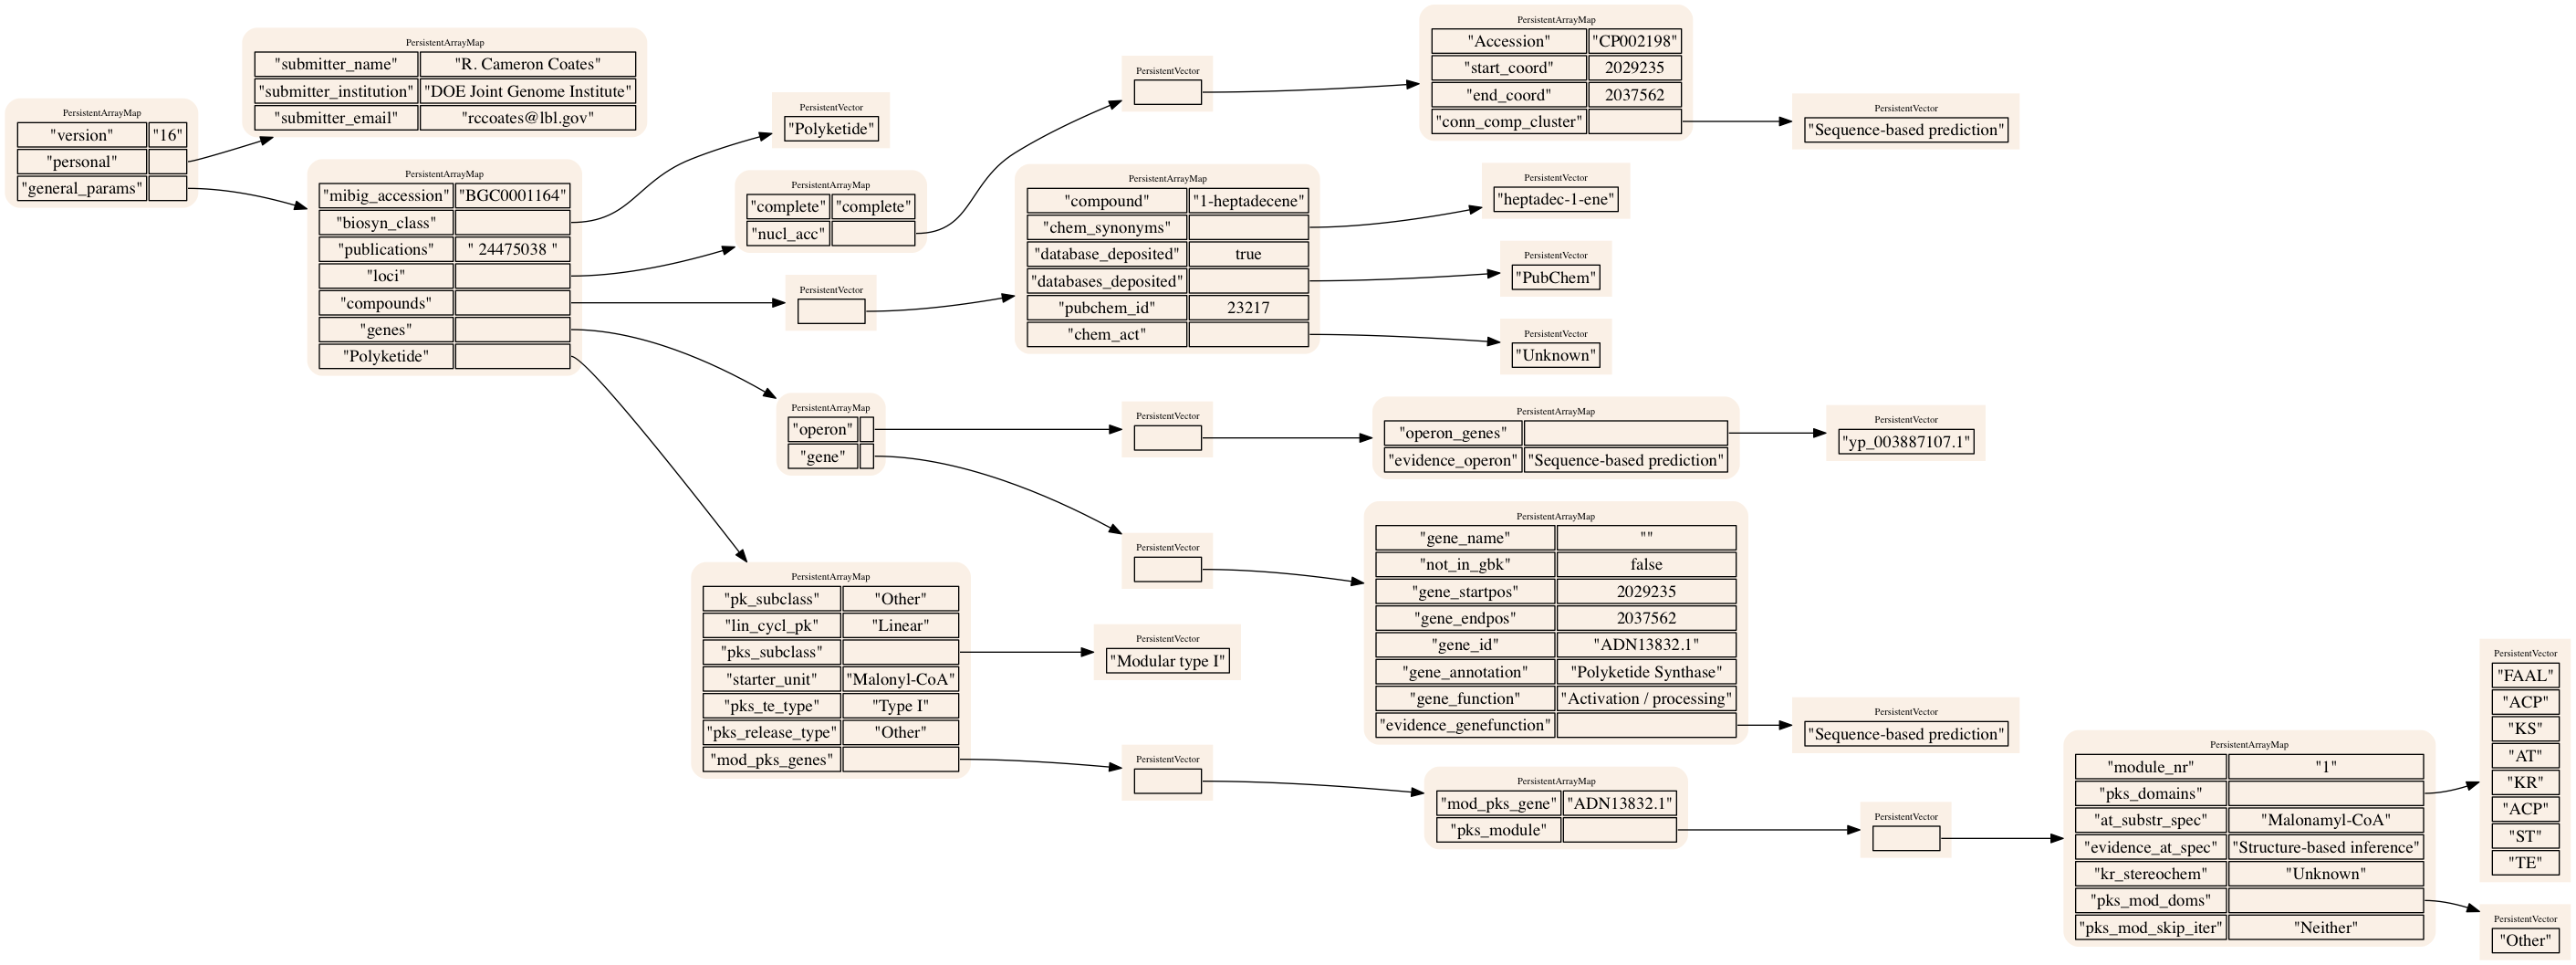 PersistentArrayMap
"version" "16"
"personal"
"general_params"
PersistentArrayMap
"submitter_name" "R. Cameron Coates"
"submitter_institution" "DOE Joint Genome Institute"
"submitter_email" "rccoates@lbl.gov"
PersistentArrayMap
"mibig_accession" "BGC0001164"
"biosyn_class"
"publications" " 24475038 "
"loci"
"compounds"
"genes"
"Polyketide"
PersistentVector
"Polyketide"
PersistentArrayMap
"complete" "complete"
"nucl_acc"
PersistentVector
PersistentArrayMap
"Accession" "CP002198"
"start_coord" 2029235
"end_coord" 2037562
"conn_comp_cluster"
PersistentVector
"Sequence-based prediction"
PersistentVector
PersistentArrayMap
"compound" "1-heptadecene"
"chem_synonyms"
"database_deposited" true
"databases_deposited"
"pubchem_id" 23217
"chem_act"
PersistentVector
"heptadec-1-ene"
PersistentVector
"PubChem"
PersistentVector
"Unknown"
PersistentArrayMap
"operon"
"gene"
PersistentVector
PersistentArrayMap
"operon_genes"
"evidence_operon" "Sequence-based prediction"
PersistentVector
"yp_003887107.1"
PersistentVector
PersistentArrayMap
"gene_name" ""
"not_in_gbk" false
"gene_startpos" 2029235
"gene_endpos" 2037562
"gene_id" "ADN13832.1"
"gene_annotation" "Polyketide Synthase"
"gene_function" "Activation / processing"
"evidence_genefunction"
PersistentVector
"Sequence-based prediction"
PersistentArrayMap
"pk_subclass" "Other"
"lin_cycl_pk" "Linear"
"pks_subclass"
"starter_unit" "Malonyl-CoA"
"pks_te_type" "Type I"
"pks_release_type" "Other"
"mod_pks_genes"
PersistentVector
"Modular type I"
PersistentVector
PersistentArrayMap
"mod_pks_gene" "ADN13832.1"
"pks_module"
PersistentVector
PersistentArrayMap
"module_nr" "1"
"pks_domains"
"at_substr_spec" "Malonamyl-CoA"
"evidence_at_spec" "Structure-based inference"
"kr_stereochem" "Unknown"
"pks_mod_doms"
"pks_mod_skip_iter" "Neither"
PersistentVector
"FAAL"
"ACP"
"KS"
"AT"
"KR"
"ACP"
"ST"
"TE"
PersistentVector
"Other"